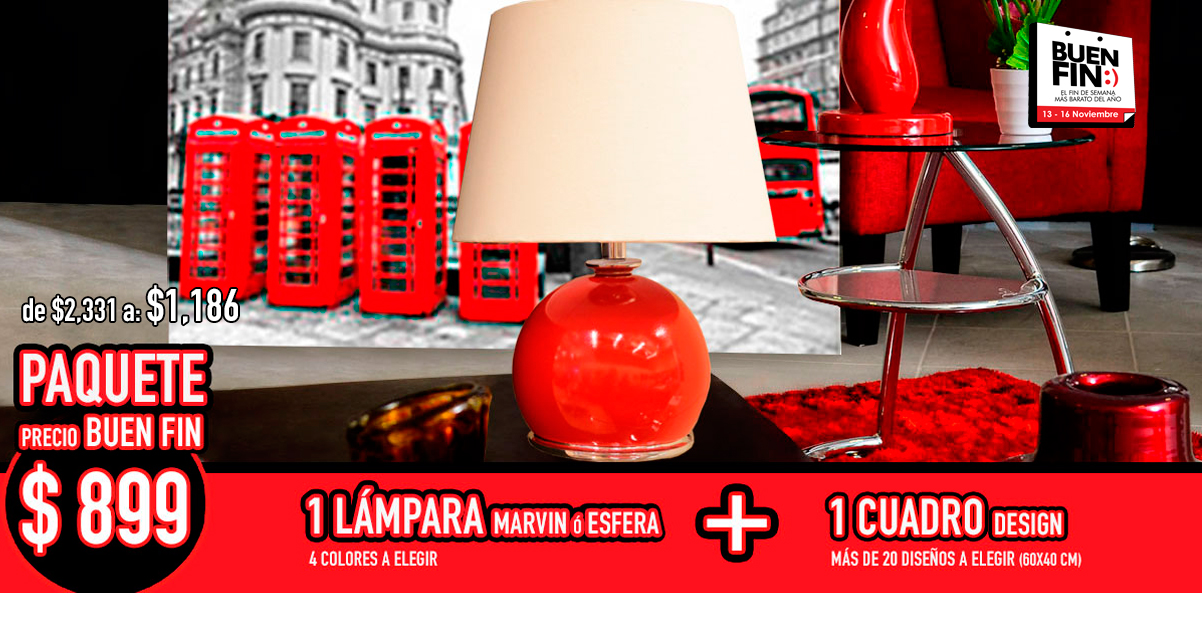 BUEN
FIN:)
EL FIN DE SEMANA
MÁS BARATO DEL AÑO
13 - 16 Noviembre
de $2,331 a: $1,186
PAQUETE
PRECIO BUEN FIN
$ 899
1 LÁMPARA MARVIN ó ESFERA
4 COLORES A ELEGIR
+
1 CUADRO DESIGN
MÁS DE 20 DISEÑOS A ELEGIR (60X40 CM)